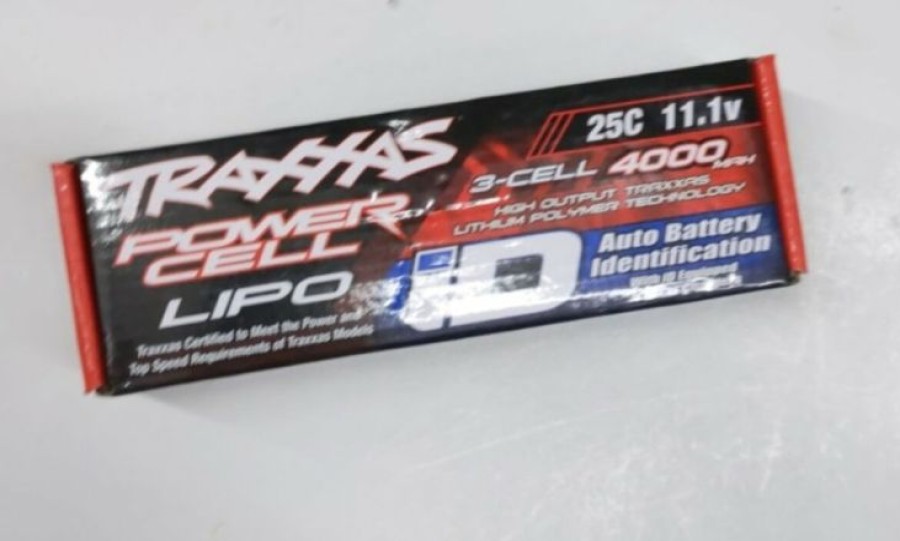 TRAXXAS
POWER
CELL
LIPO
Traxxas Certified to Meet the Power and
Top Speed Requirements of Traxxas Models
25C 11.1v
3-CELL 4000 MAH
HIGH OUTPUT TRAXXAS
LITHIUM POLYMER TECHNOLOGY
iD
Auto Battery
Identification